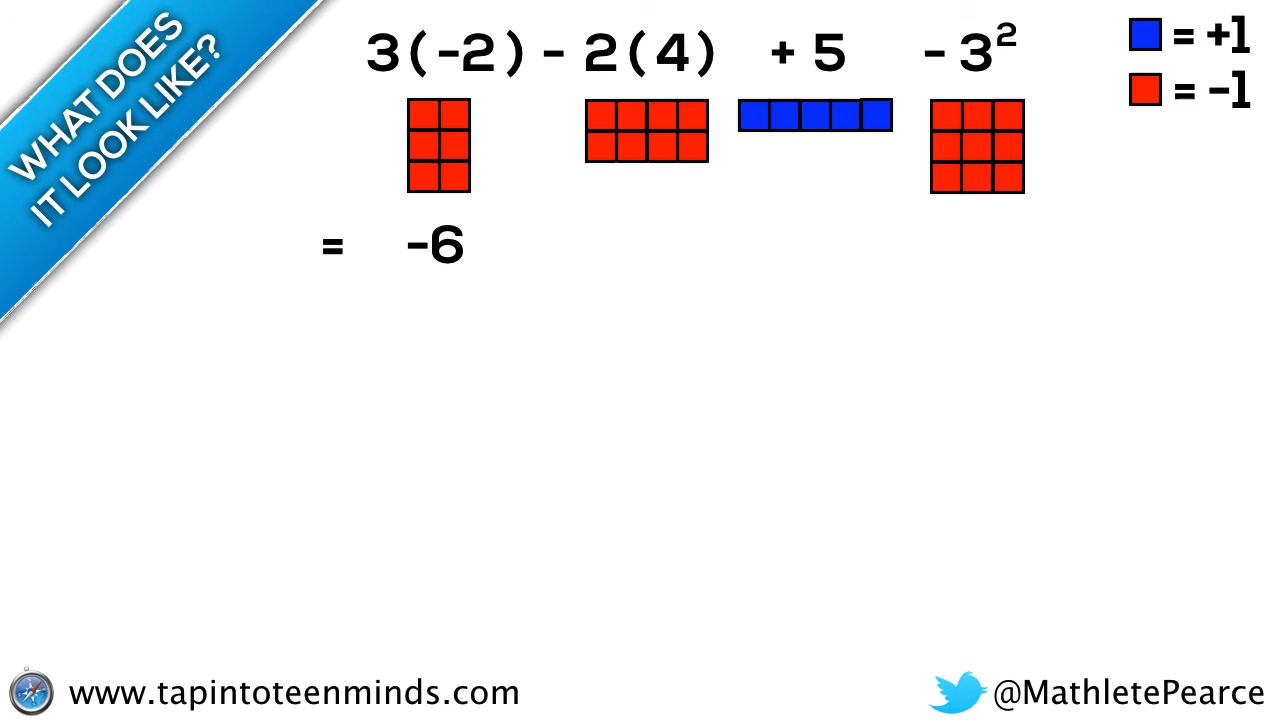 WHAT DOES
IT LOOK LIKE?
3(-2) - 2(4) + 5 - 3²
= +1
= -1
= -6
www.tapintoteenminds.com
@MathletePearce